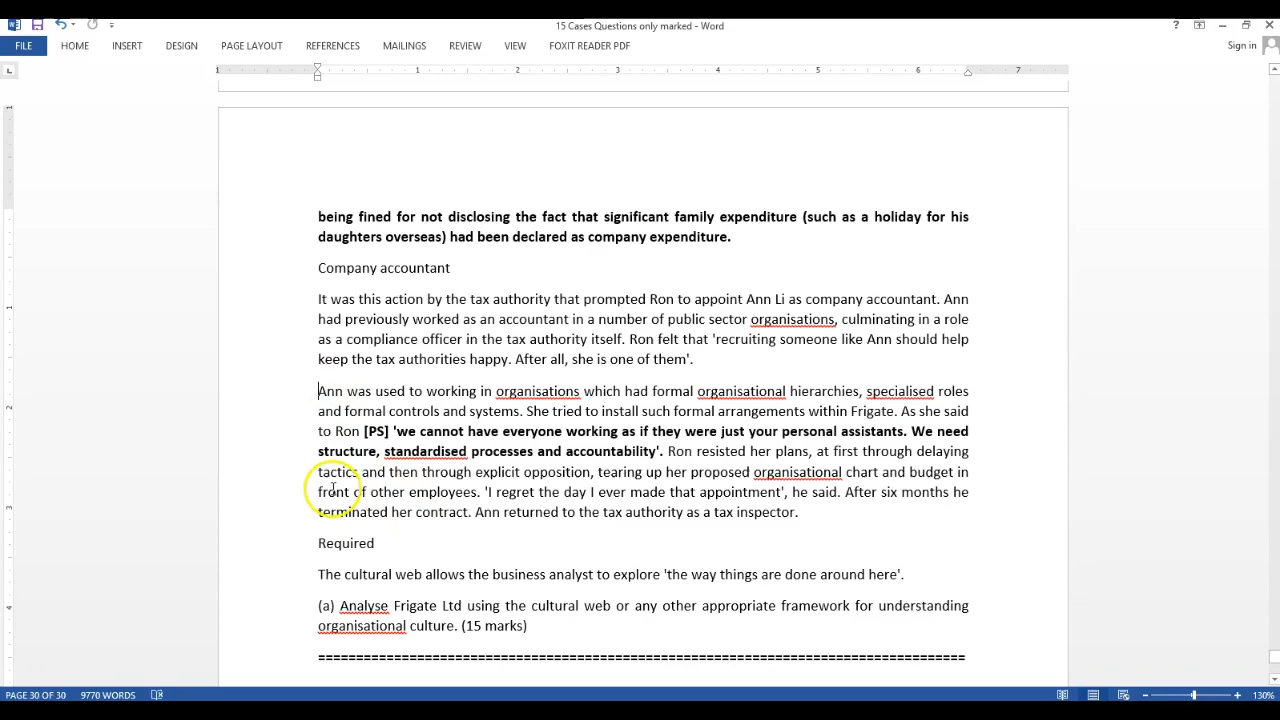 15 Cases Questions only marked - Word
FILE HOME INSERT DESIGN PAGE LAYOUT REFERENCES MAILINGS REVIEW VIEW FOXIT READER PDF Sign in
1 1 2 3 4 5 6 7
being fined for not disclosing the fact that significant family expenditure (such as a holiday for his
daughters overseas) had been declared as company expenditure.
Company accountant
It was this action by the tax authority that prompted Ron to appoint Ann Li as company accountant. Ann
had previously worked as an accountant in a number of public sector organisations, culminating in a role
as a compliance officer in the tax authority itself. Ron felt that 'recruiting someone like Ann should help
keep the tax authorities happy. After all, she is one of them'.
Ann was used to working in organisations which had formal organisational hierarchies, specialised roles
and formal controls and systems. She tried to install such formal arrangements within Frigate. As she said
to Ron [PS] 'we cannot have everyone working as if they were just your personal assistants. We need
structure, standardised processes and accountability'. Ron resisted her plans, at first through delaying
tactics and then through explicit opposition, tearing up her proposed organisational chart and budget in
front of other employees. 'I regret the day I ever made that appointment', he said. After six months he
terminated her contract. Ann returned to the tax authority as a tax inspector.
Required
The cultural web allows the business analyst to explore 'the way things are done around here'.
(a) Analyse Frigate Ltd using the cultural web or any other appropriate framework for understanding
organisational culture. (15 marks)
=====================================================================================
PAGE 30 OF 30 9770 WORDS 130%